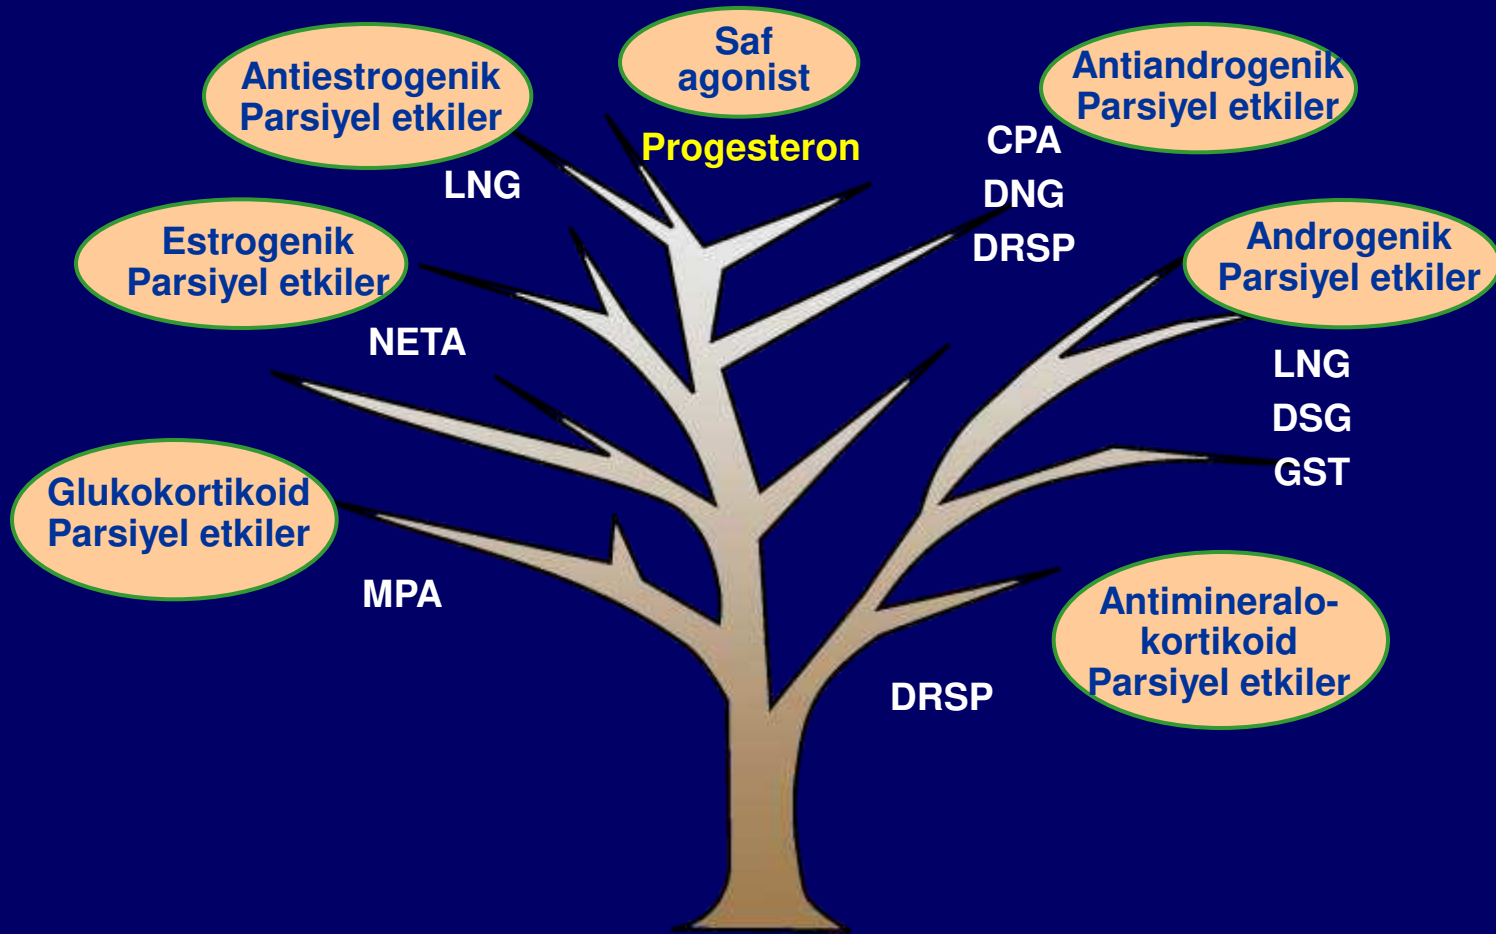 Saf
agonist
Progesteron
Antiestrogenik
Parsiyel etkiler
LNG
Estrogenik
Parsiyel etkiler
NETA
Glukokortikoid
Parsiyel etkiler
MPA
Antiandrogenik
Parsiyel etkiler
CPA
DNG
DRSP
Androgenik
Parsiyel etkiler
LNG
DSG
GST
Antimineralo-
kortikoid
Parsiyel etkiler
DRSP